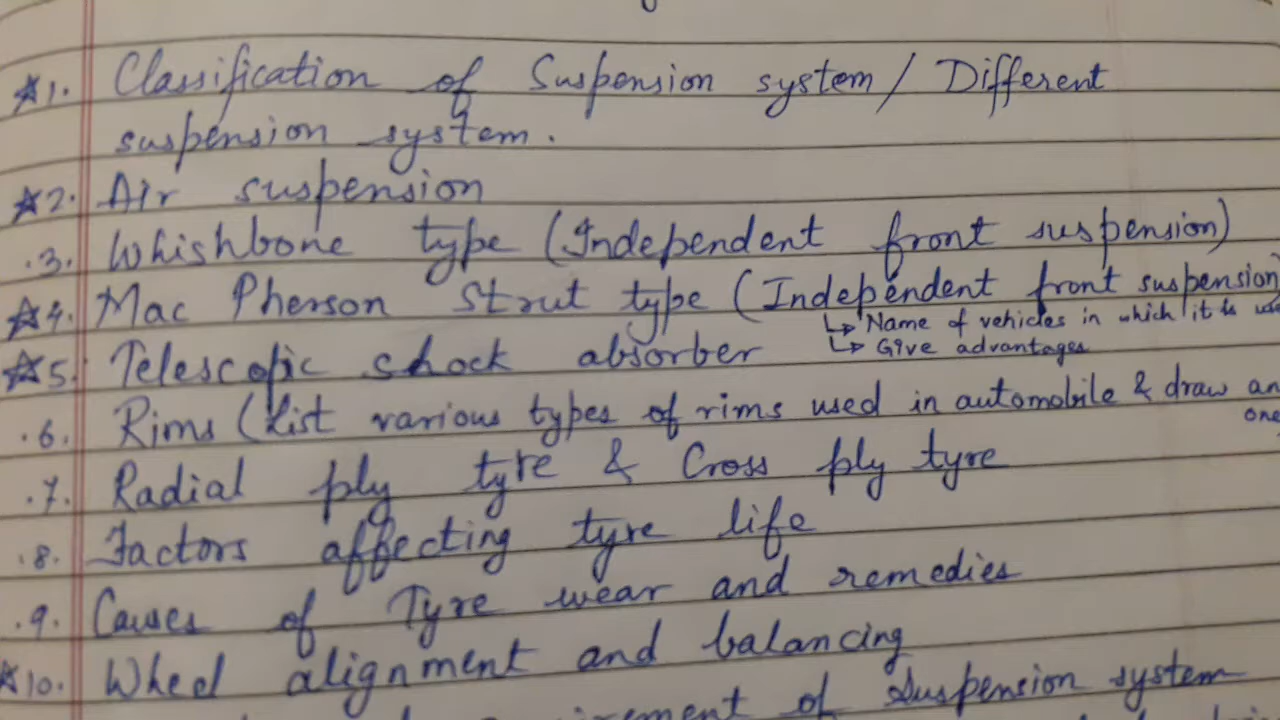 ☆1. Classification of Suspension system / Different
suspension system.
☆2. Air suspension
.3. Whishbone type (Independent front suspension)
☆4. Mac Pherson Strut type (Independent front suspension)
↳ Name of vehicles in which it is
↳ Give advantages
☆5. Telescopic shock absorber
.6. Rims (List various types of rims used in automobile & draw any
one
.7. Radial ply tyre & Cross ply tyre
.8. Factors affecting tyre life
.9. Causes of Tyre wear and remedies
☆10. Wheel alignment and balancing
of Suspension system